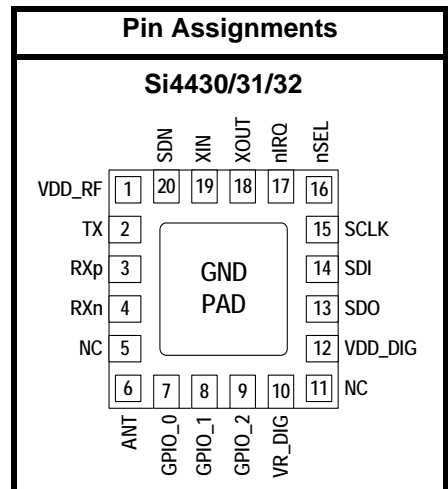 Pin Assignments
Si4430/31/32
SDN XIN XOUT nIRQ nSEL
VDD_RF 1 20 19 18 17 16
TX 2 15 SCLK
RXp 3 GND 14 SDI
RXn 4 PAD 13 SDO
NC 5 12 VDD_DIG
6 7 8 9 10 11 NC
ANT GPIO_0 GPIO_1 GPIO_2 VR_DIG